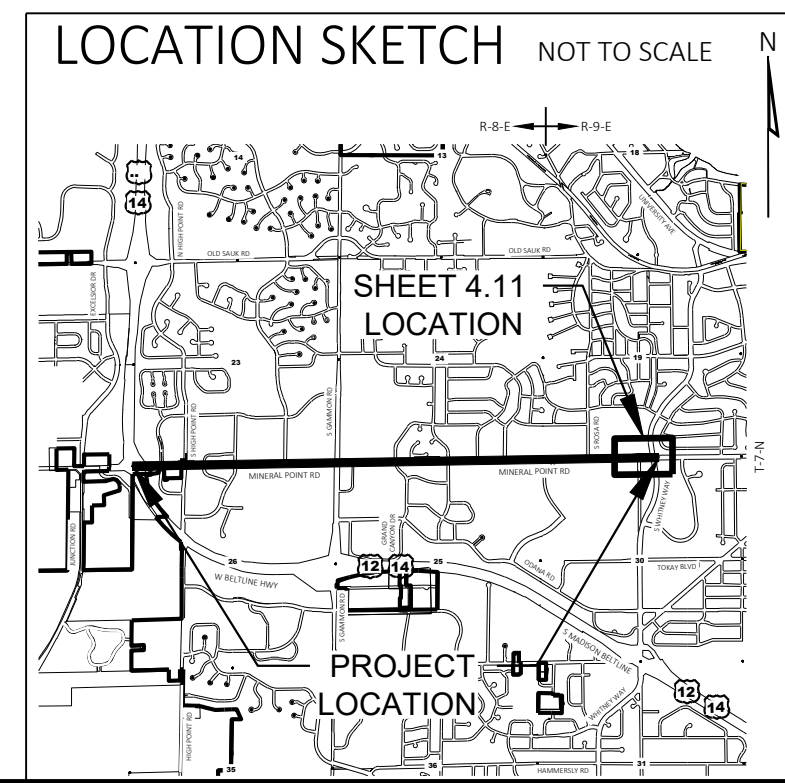 LOCATION SKETCH NOT TO SCALE
N
R-8-E R-9-E
14
13
18
..
14
N HIGH POINT RD
UNIVERSITY AVE
OLD SAUK RD
OLD SAUK RD
EXCELSIOR DR
SHEET 4.11
LOCATION
23
24
19
S HIGH POINT RD
S GAMMON RD
S ROSA RD
MINERAL POINT RD
MINERAL POINT RD
T-7-N
S WHITNEY WAY
JUNCTION RD
GRAND
CANYON DR
26
12
14
25
30
ODANA RD
TOKAY BLVD
W BELTLINE HWY
S GAMMON RD
S MADISON BELTLINE
PROJECT
LOCATION
12
14
WHITNEY WAY
HIGH POINT RD
35
36
31
HAMMERSLY RD